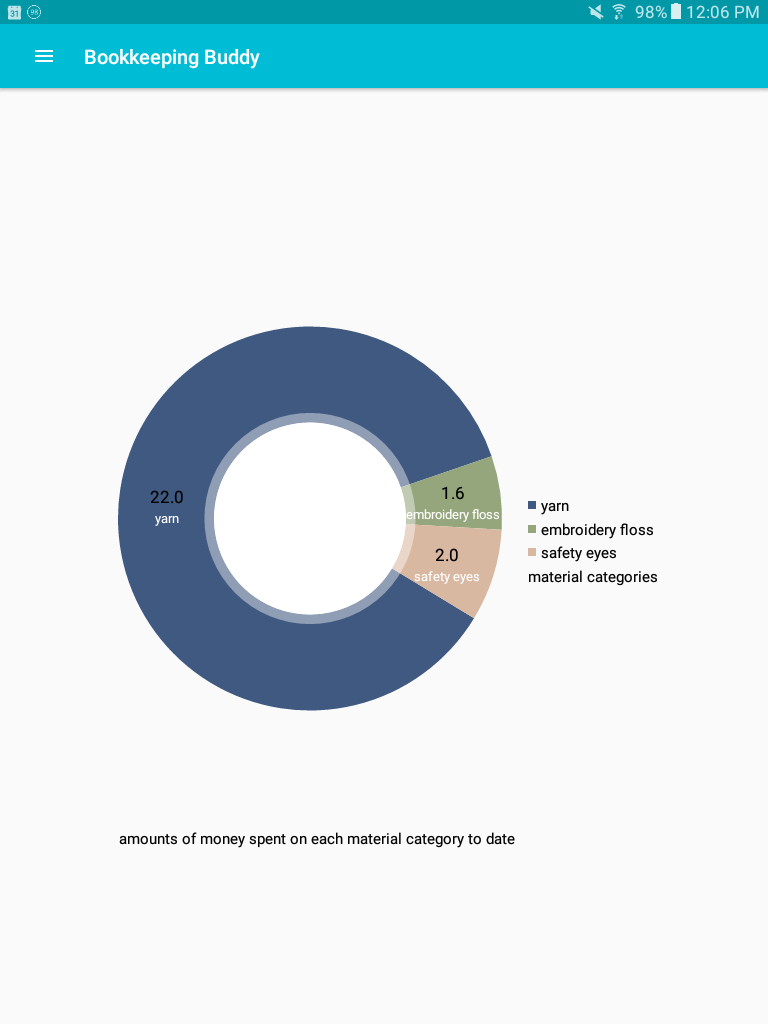 98% 12:06 PM
Bookkeeping Buddy
22.0
yarn
1.6
embroidery floss
2.0
safety eyes
yarn
embroidery floss
safety eyes
material categories
amounts of money spent on each material category to date